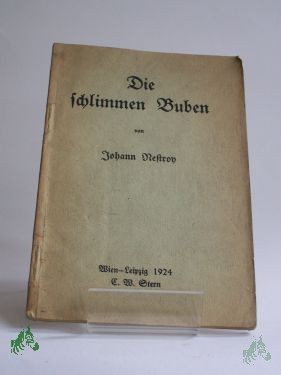 Die
schlimmen Buben
von
Johann Nestroy
Wien—Leipzig 1924
C. W. Stern